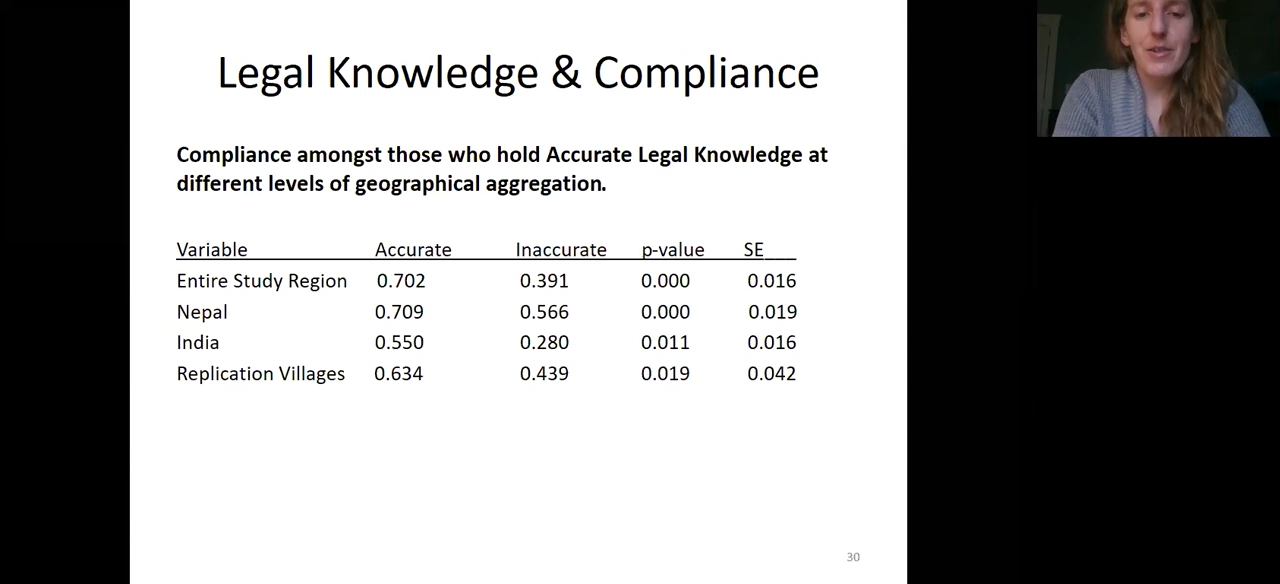 Legal Knowledge & Compliance
Compliance amongst those who hold Accurate Legal Knowledge at
different levels of geographical aggregation.
Variable Accurate Inaccurate p-value SE
Entire Study Region 0.702 0.391 0.000 0.016
Nepal 0.709 0.566 0.000 0.019
India 0.550 0.280 0.011 0.016
Replication Villages 0.634 0.439 0.019 0.042
30